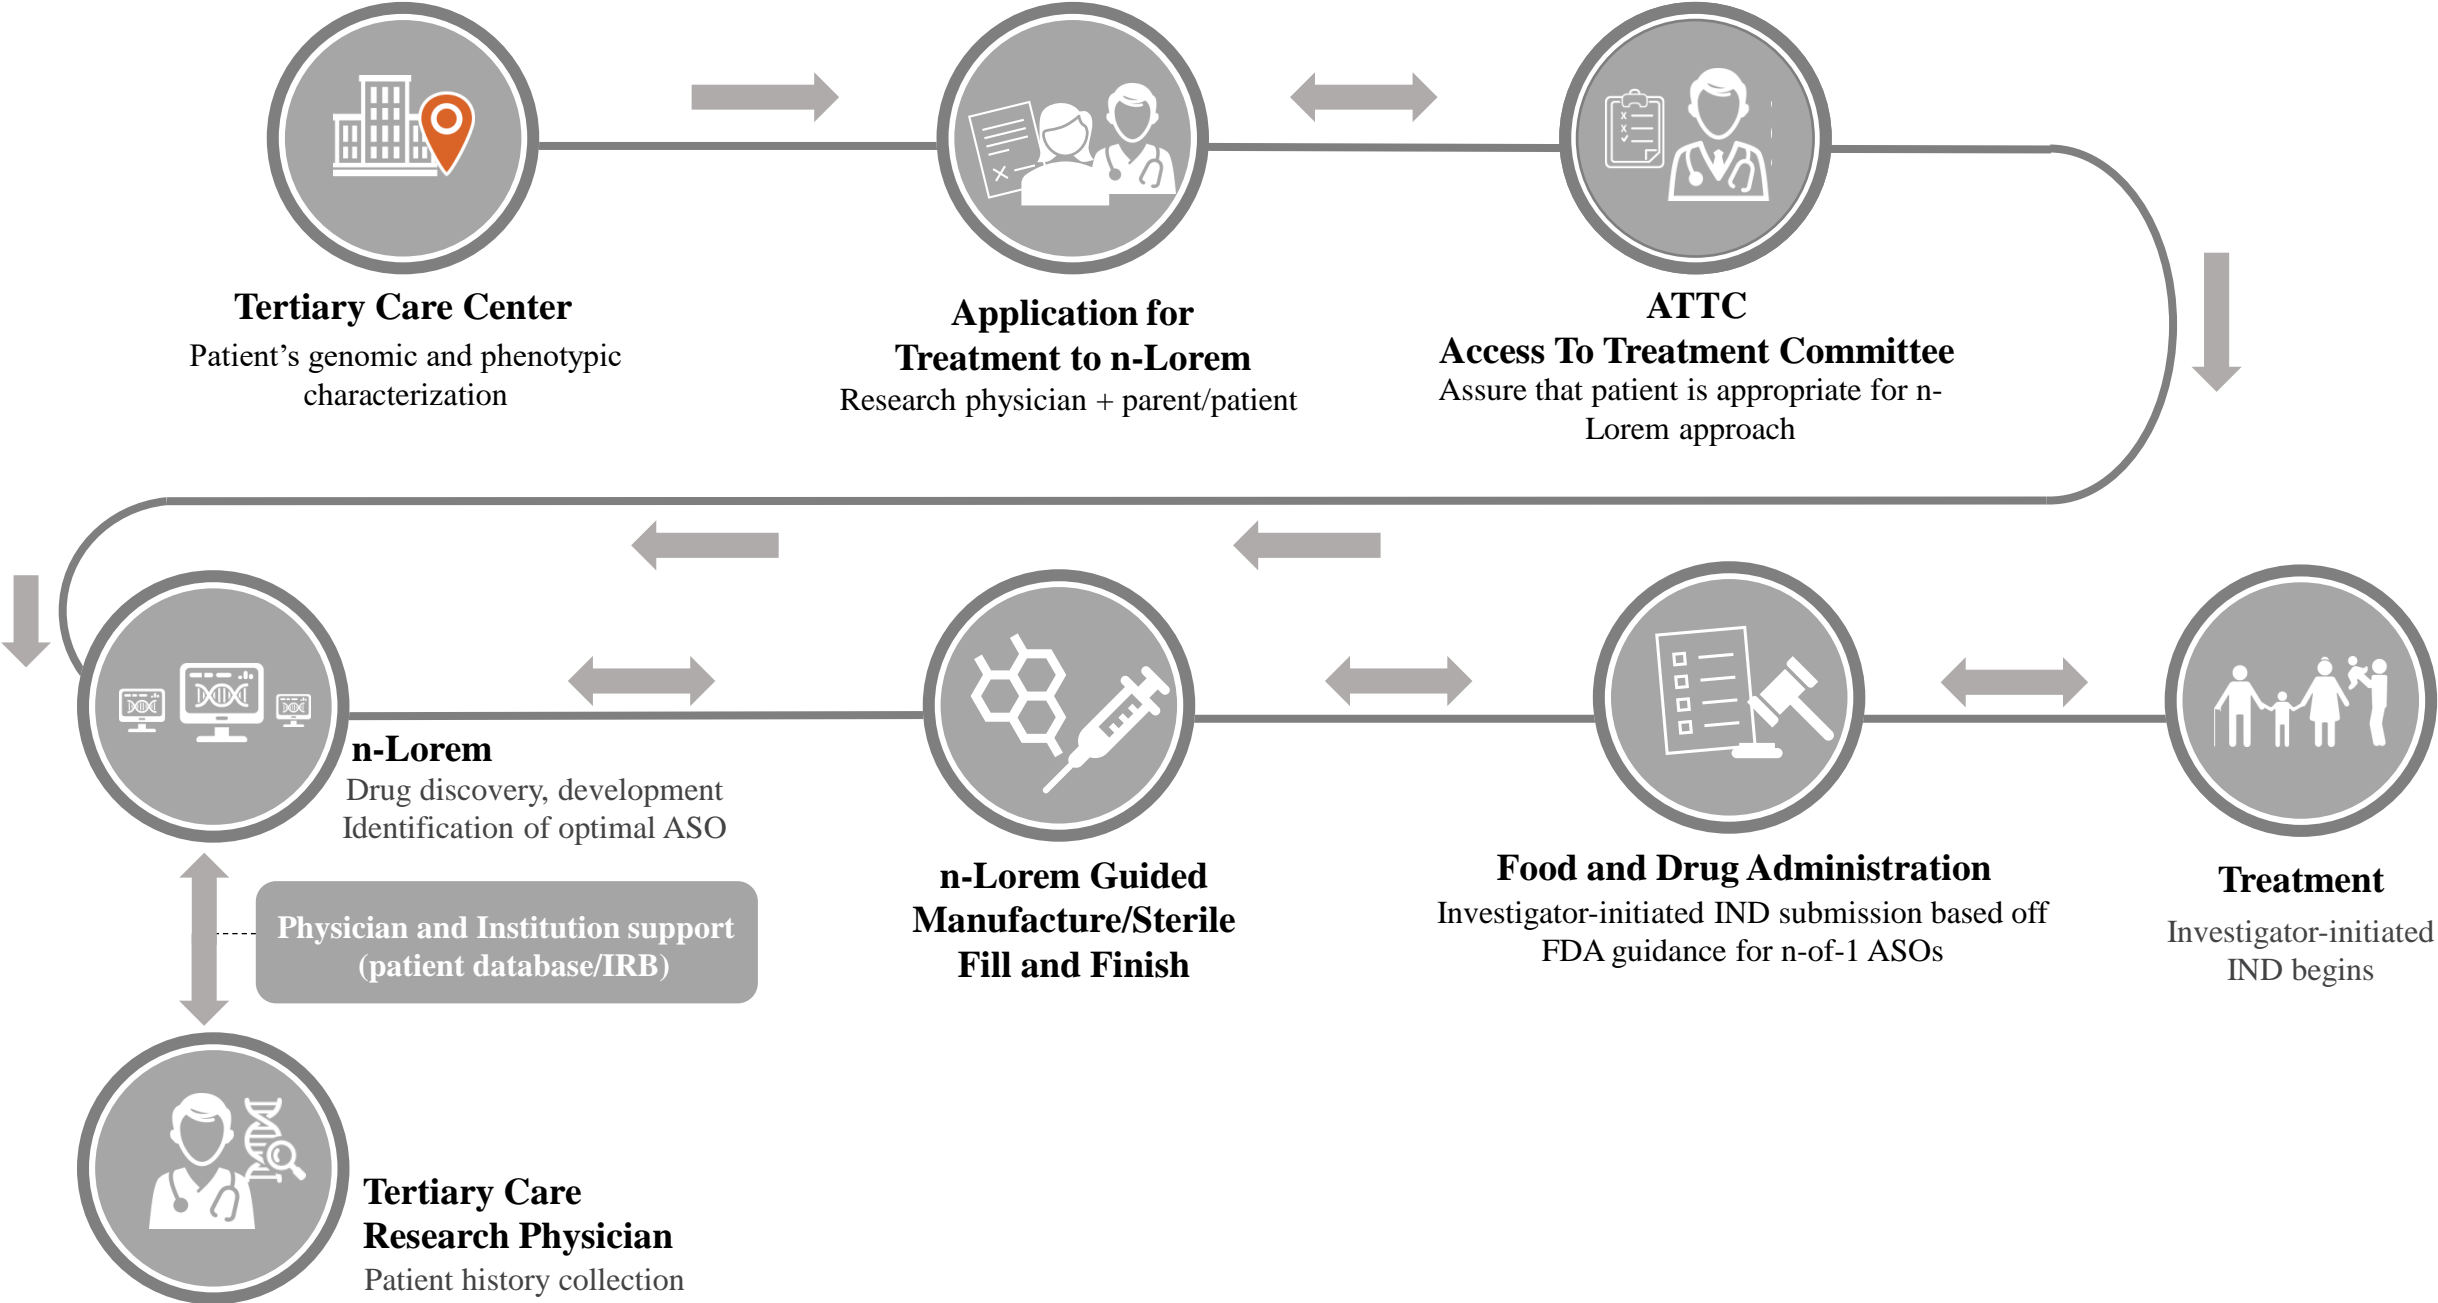 Tertiary Care Center
Patient’s genomic and phenotypic
characterization
Application for
Treatment to n-Lorem
Research physician + parent/patient
ATTC
Access To Treatment Committee
Assure that patient is appropriate for n-
Lorem approach
n-Lorem
Drug discovery, development
Identification of optimal ASO
Physician and Institution support
(patient database/IRB)
n-Lorem Guided
Manufacture/Sterile
Fill and Finish
Food and Drug Administration
Investigator-initiated IND submission based off
FDA guidance for n-of-1 ASOs
Treatment
Investigator-initiated
IND begins
Tertiary Care
Research Physician
Patient history collection